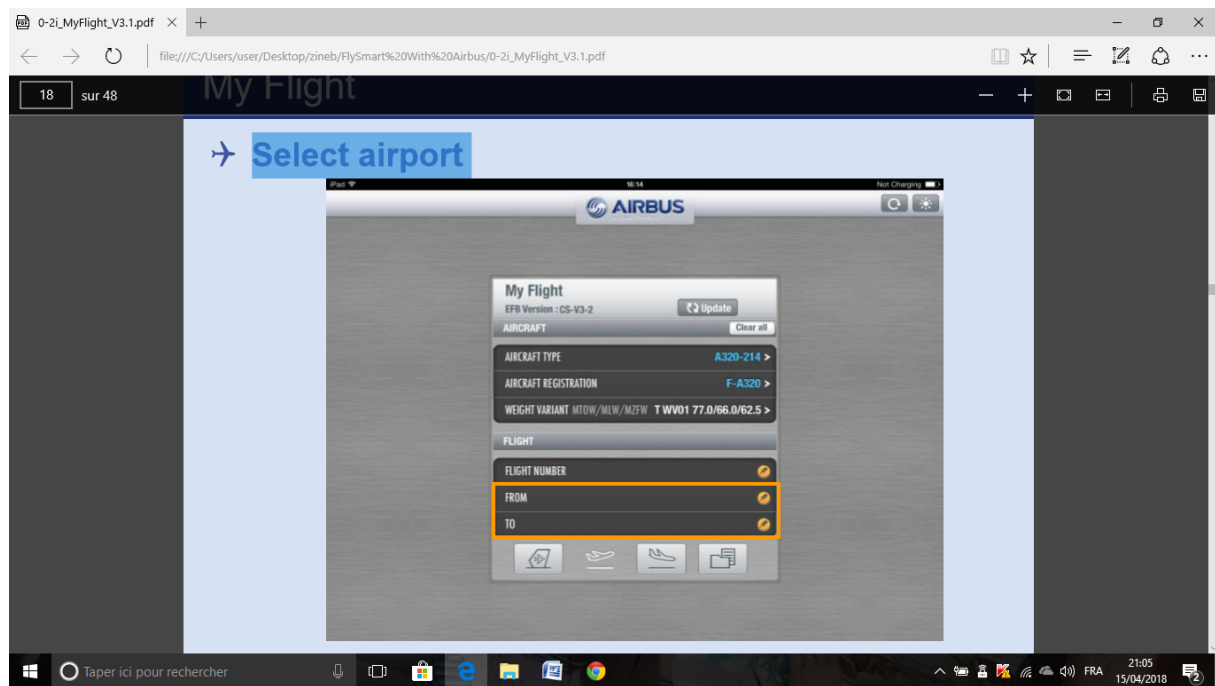 0-2i_MyFlight_V3.1.pdf
file:///C:/Users/user/Desktop/zineb/FlySmart%20With%20Airbus/0-2i_MyFlight_V3.1.pdf
18 sur 48
My Flight
Select airport
iPad 16:14 Not Charging
AIRBUS
My Flight
EFB Version : CS-V3-2
Update
AIRCRAFT Clear all
AIRCRAFT TYPE A320-214 >
AIRCRAFT REGISTRATION F-A320 >
WEIGHT VARIANT MTOW/MLW/MZFW T WV01 77.0/66.0/62.5 >
FLIGHT
FLIGHT NUMBER
FROM
TO
Taper ici pour rechercher
FRA
21:05
15/04/2018
2